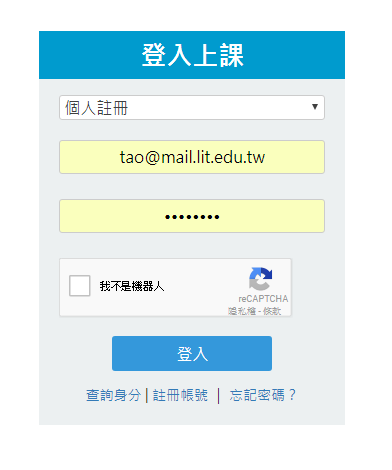 登入上課
個人註冊
tao@mail.lit.edu.tw
••••••••
我不是機器人
reCAPTCHA
隱私權 - 條款
登入
查詢身分 | 註冊帳號 | 忘記密碼？